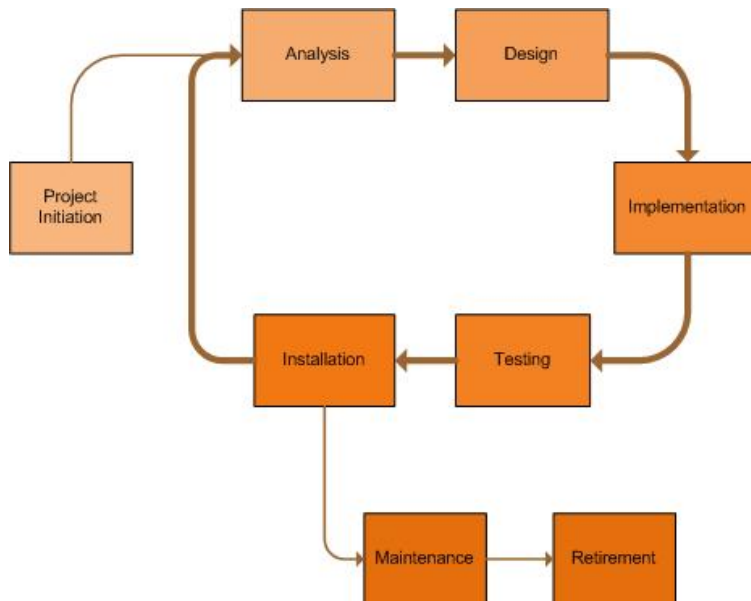 Analysis
Design
Project
Initiation
Implementation
Installation
Testing
Maintenance
Retirement